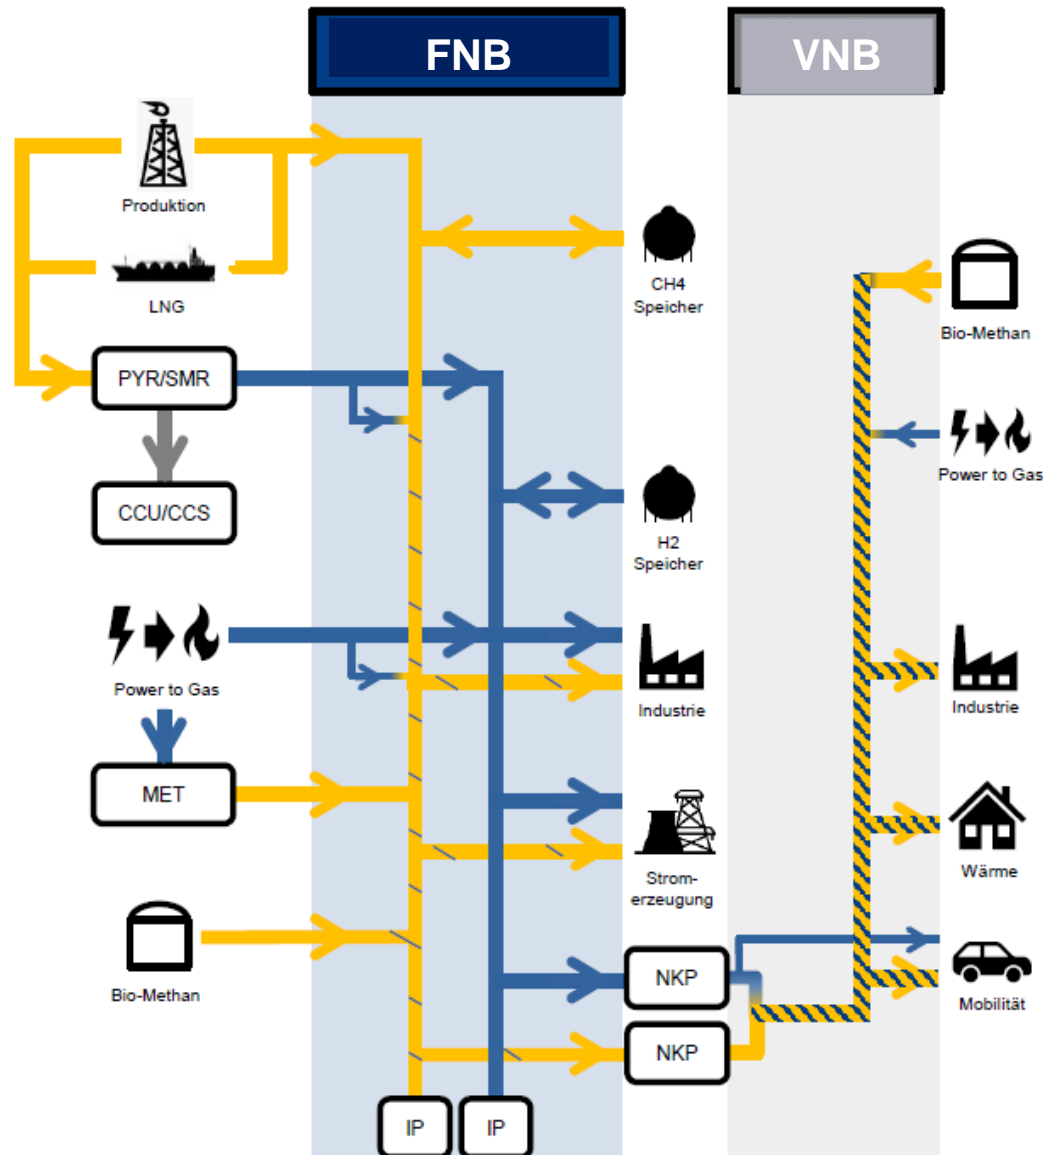 FNB
VNB
Produktion
LNG
CH4
Speicher
Bio-Methan
PYR/SMR
Power to Gas
CCU/CCS
H2
Speicher
Power to Gas
Industrie
Industrie
MET
Strom-
erzeugung
Wärme
Bio-Methan
NKP
Mobilität
NKP
IP
IP